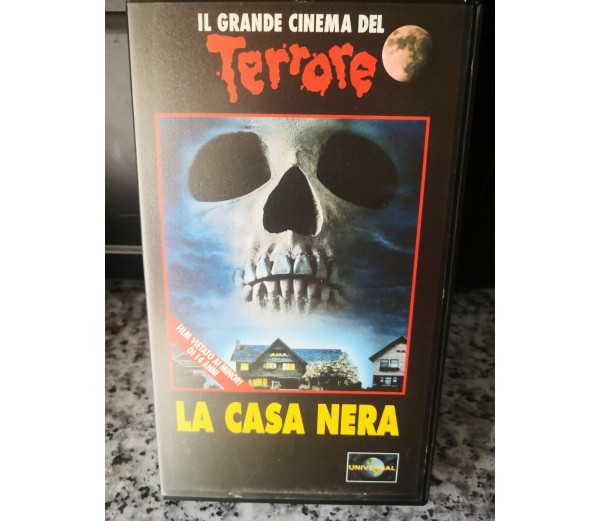 IL GRANDE CINEMA DEL
Terrore
FILM VIETATO AI MINORI
DI 14 ANNI
LA CASA NERA
UNIVERSAL